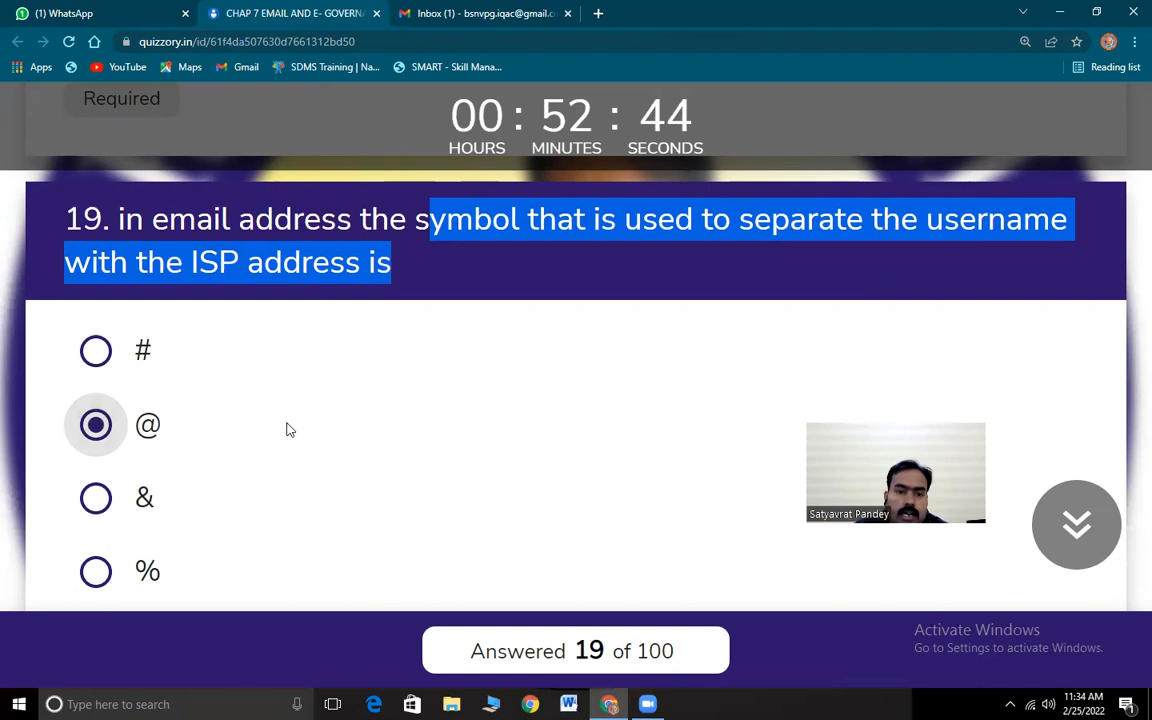 (1) WhatsApp
CHAP 7 EMAIL AND E- GOVERNA
Inbox (1) - bsnvpg.iqac@gmail.c
quizzory.in/id/61f4da507630d7661312bd50
Apps
YouTube
Maps
Gmail
SDMS Training | Na...
SMART - Skill Mana...
Reading list
Required
00 : 52 : 44
HOURS MINUTES SECONDS
19. in email address the symbol that is used to separate the username
with the ISP address is
#
@
&
%
Satyavrat Pandey
Answered 19 of 100
Activate Windows
Go to Settings to activate Windows.
Type here to search
11:34 AM
2/25/2022
1